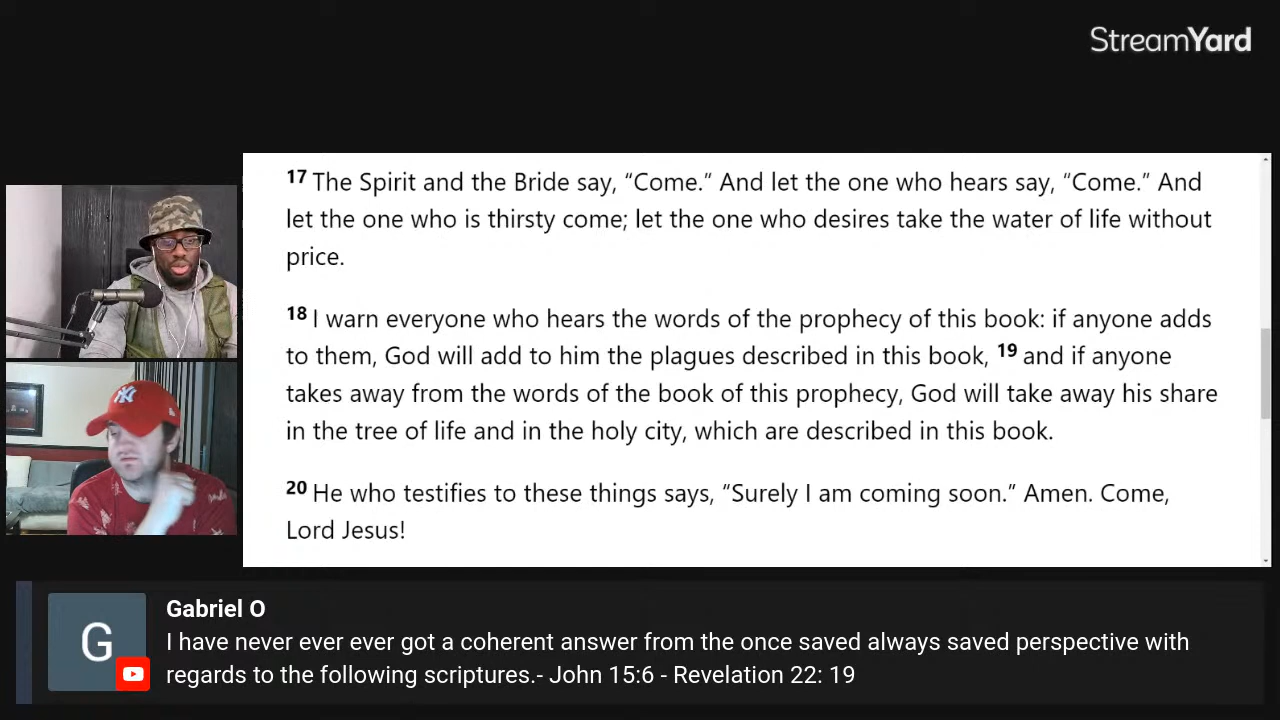 StreamYard
17 The Spirit and the Bride say, “Come.” And let the one who hears say, “Come.” And
let the one who is thirsty come; let the one who desires take the water of life without
price.
18 I warn everyone who hears the words of the prophecy of this book: if anyone adds
to them, God will add to him the plagues described in this book, 19 and if anyone
takes away from the words of the book of this prophecy, God will take away his share
in the tree of life and in the holy city, which are described in this book.
20 He who testifies to these things says, “Surely I am coming soon.” Amen. Come,
Lord Jesus!
G
Gabriel O
I have never ever ever got a coherent answer from the once saved always saved perspective with
regards to the following scriptures.- John 15:6 - Revelation 22: 19
NY